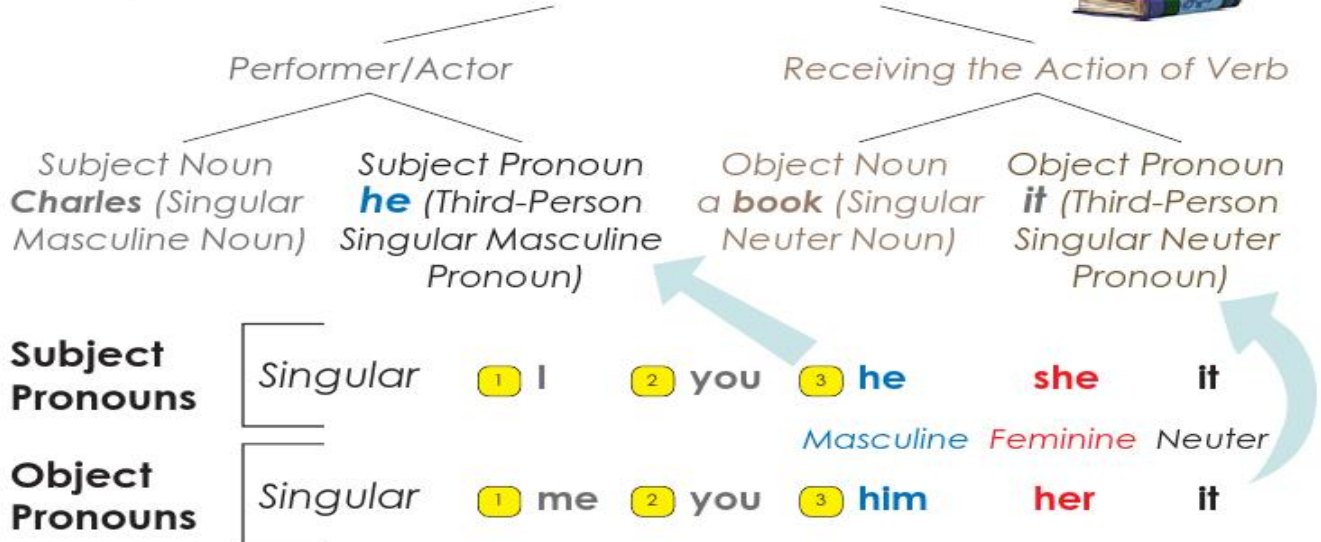 Performer/Actor
Receiving the Action of Verb
Subject Noun
Charles (Singular
Masculine Noun)
Subject Pronoun
he (Third-Person
Singular Masculine
Pronoun)
Object Noun
a book (Singular
Neuter Noun)
Object Pronoun
it (Third-Person
Singular Neuter
Pronoun)
Subject
Pronouns
Singular 1 I 2 you 3 he she it
Masculine Feminine Neuter
Object
Pronouns
Singular 1 me 2 you 3 him her it